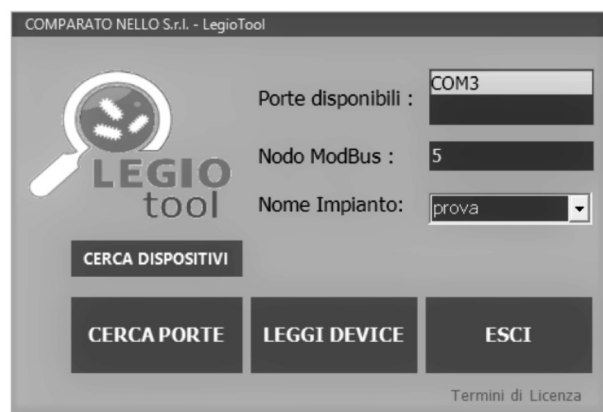 COMPARATO NELLO S.r.l. - LegioTool
Porte disponibili :
COM3
Nodo ModBus :
5
Nome Impianto:
prova
LEGIO
tool
CERCA DISPOSITIVI
CERCA PORTE
LEGGI DEVICE
ESCI
Termini di Licenza